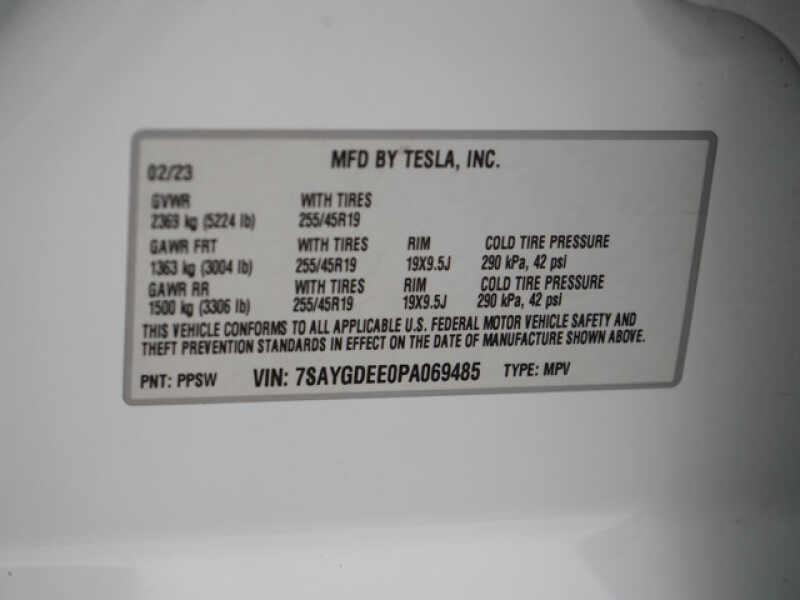 MFD BY TESLA, INC.
02/23
GVWR WITH TIRES
2369 kg (5224 lb) 255/45R19
GAWR FRT WITH TIRES RIM COLD TIRE PRESSURE
1363 kg (3004 lb) 255/45R19 19X9.5J 290 kPa, 42 psi
GAWR RR WITH TIRES RIM COLD TIRE PRESSURE
1500 kg (3306 lb) 255/45R19 19X9.5J 290 kPa, 42 psi
THIS VEHICLE CONFORMS TO ALL APPLICABLE U.S. FEDERAL MOTOR VEHICLE SAFETY AND
THEFT PREVENTION STANDARDS IN EFFECT ON THE DATE OF MANUFACTURE SHOWN ABOVE.
PNT: PPSW VIN: 7SAYGDEE0PA069485 TYPE: MPV